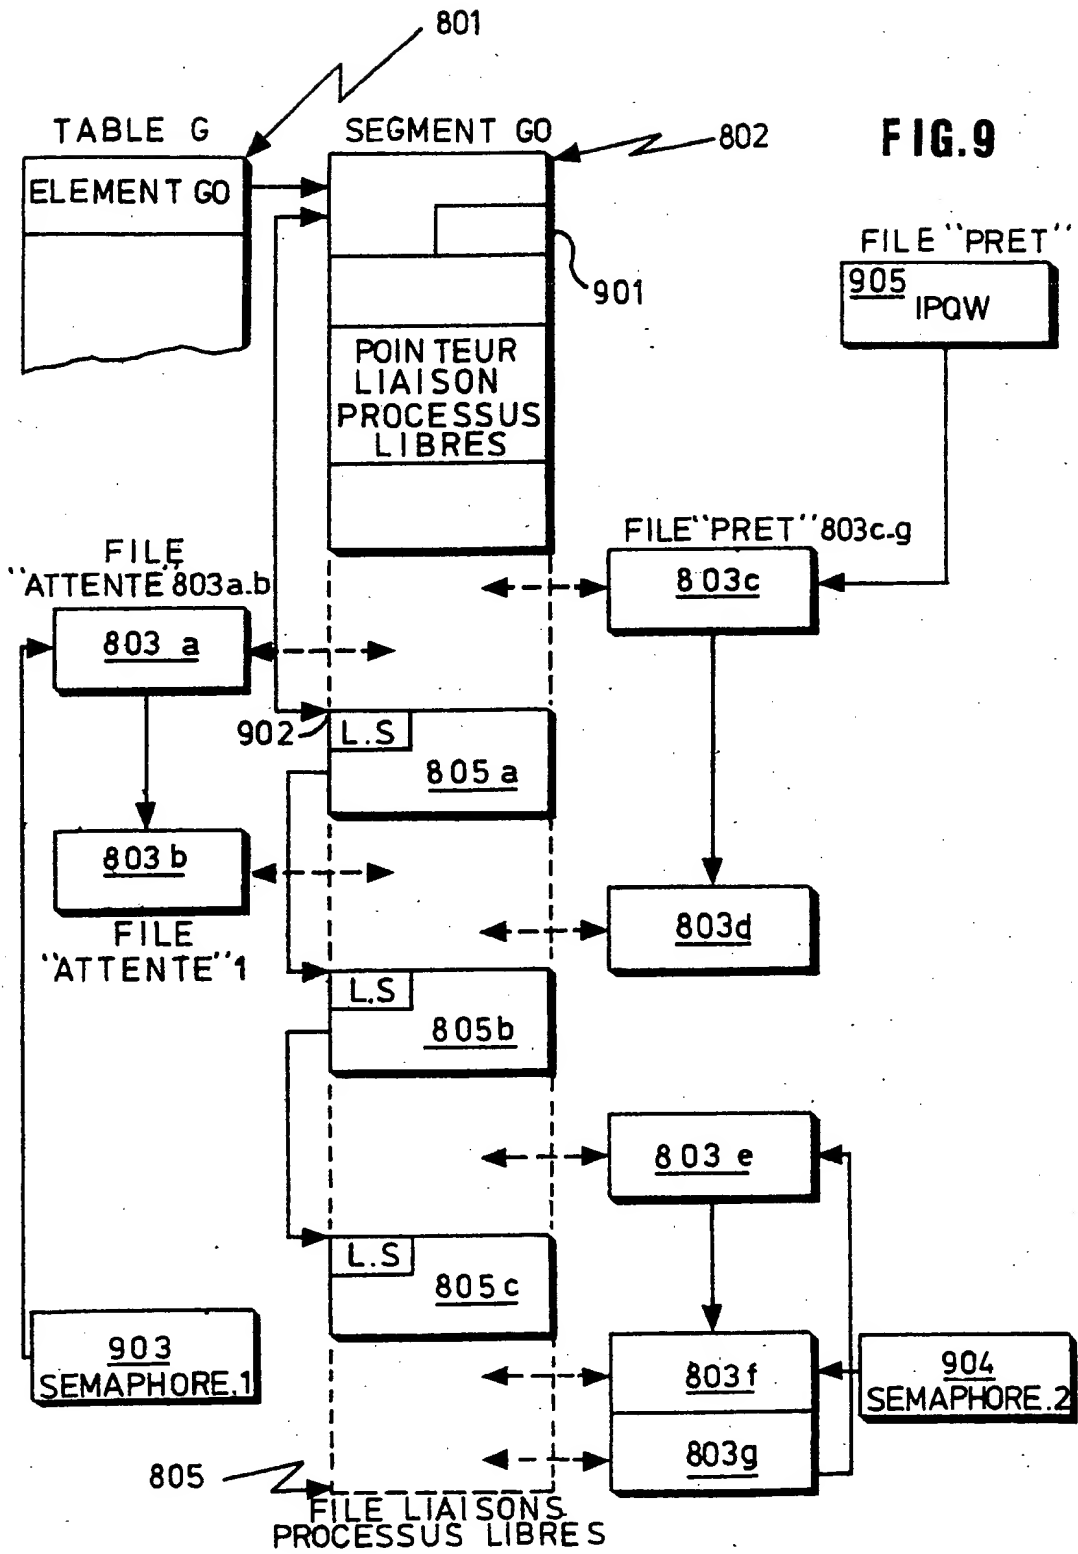 801
TABLE G
SEGMENT GO
802
FIG.9
ELEMENT GO
901
FILE "PRET"
905
IPQW
POINTEUR
LIAISON
PROCESSUS
LIBRES
FILE "PRET" 803c-g
803c
FILE
"ATTENTE" 803a.b
803 a
902
L.S
805a
803b
FILE
"ATTENTE" 1
803d
L.S
805b
803 e
L.S
805c
903
SEMAPHORE.1
803f
904
SEMAPHORE.2
803g
805
FILE LIAISONS
PROCESSUS LIBRES